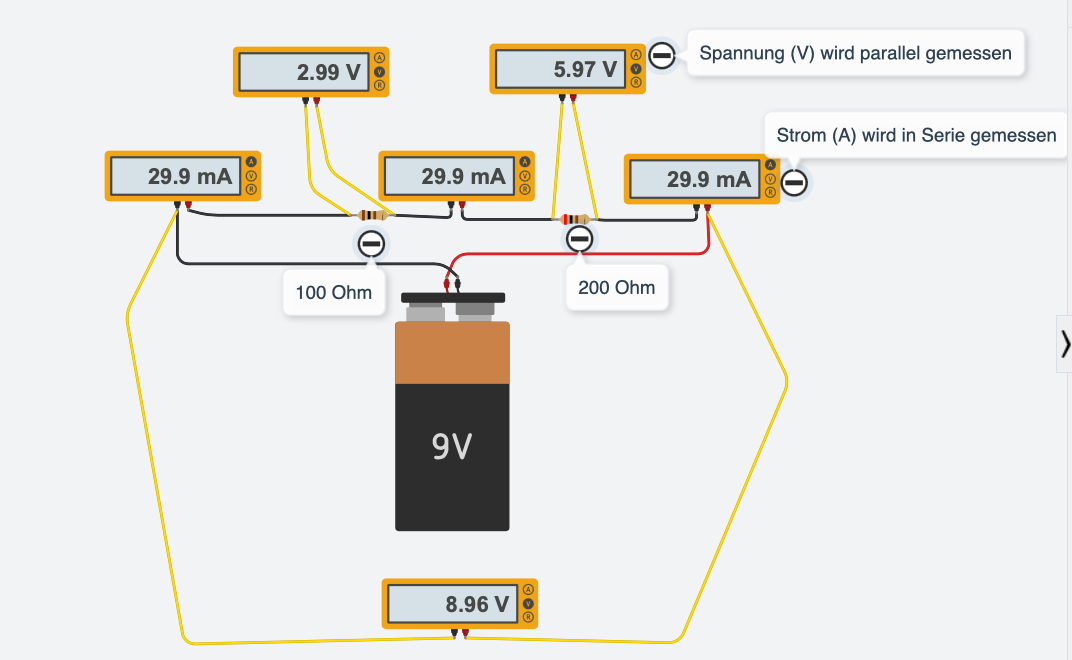 2.99 V
A
V
R
5.97 V
A
V
R
Spannung (V) wird parallel gemessen
Strom (A) wird in Serie gemessen
29.9 mA
A
V
R
29.9 mA
A
V
R
29.9 mA
A
V
R
100 Ohm
200 Ohm
9V
8.96 V
A
V
R